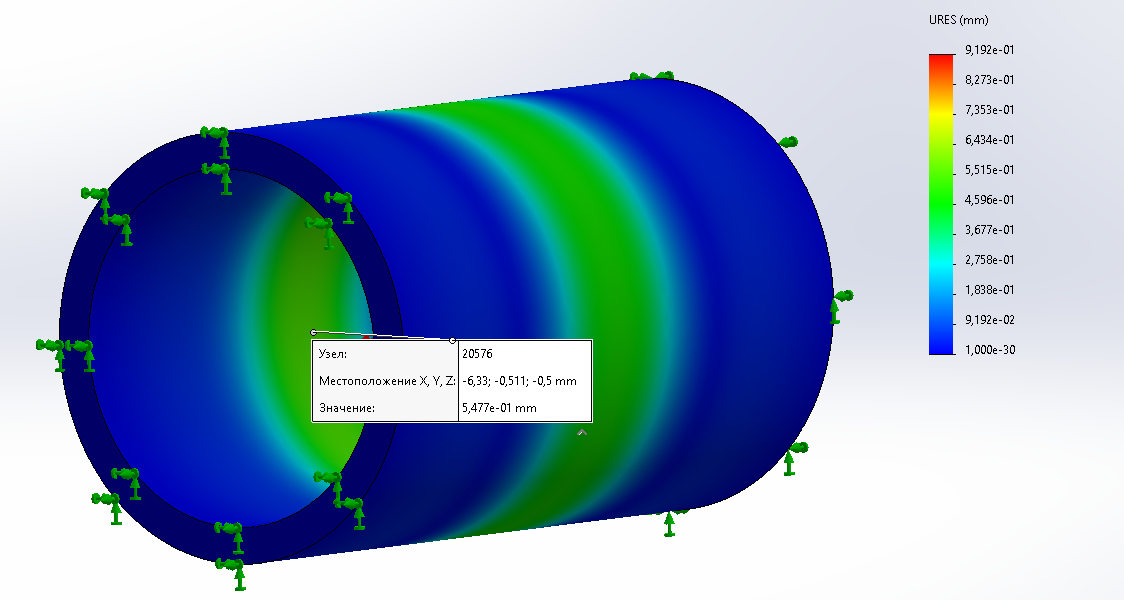 URES (mm)
9,192e-01
8,273e-01
7,353e-01
6,434e-01
5,515e-01
4,596e-01
3,677e-01
2,758e-01
1,838e-01
9,192e-02
1,000e-30
Узел: 20576
Местоположение X, Y, Z: -6,33; -0,511; -0,5 mm
Значение: 5,477e-01 mm